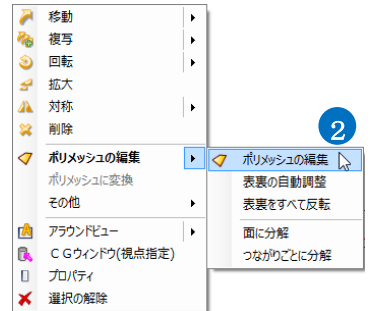 移動
複写
回転
拡大
対称
削除
ポリメッシュの編集
ポリメッシュに変換
その他
アラウンドビュー
ＣＧウィンドウ(視点指定)
プロパティ
選択の解除
2
ポリメッシュの編集
表裏の自動調整
表裏をすべて反転
面に分解
つながりごとに分解